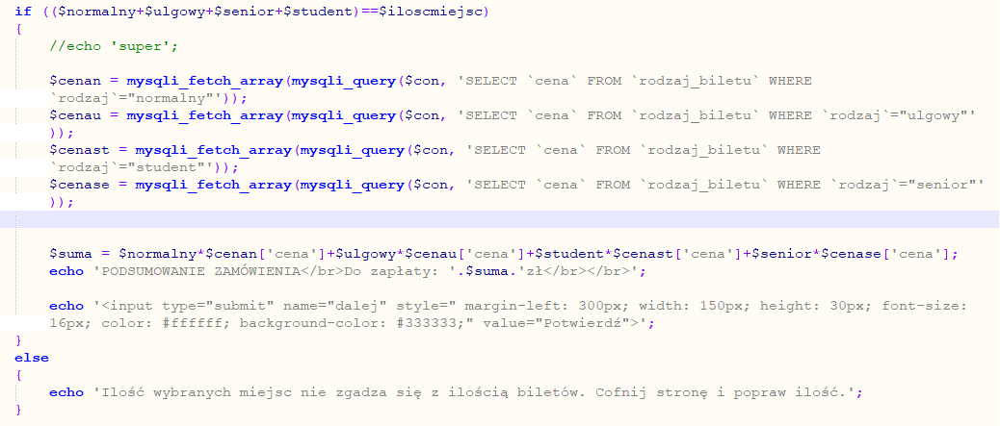 if (($normalny+$ulgowy+$senior+$student)==$iloscmiejsc)
{
//echo 'super';
$cenan = mysqli_fetch_array(mysqli_query($con, 'SELECT `cena` FROM `rodzaj_biletu` WHERE
`rodzaj`="normalny"'));
$cenau = mysqli_fetch_array(mysqli_query($con, 'SELECT `cena` FROM `rodzaj_biletu` WHERE `rodzaj`="ulgowy"'
));
$cenast = mysqli_fetch_array(mysqli_query($con, 'SELECT `cena` FROM `rodzaj_biletu` WHERE
`rodzaj`="student"'));
$cenase = mysqli_fetch_array(mysqli_query($con, 'SELECT `cena` FROM `rodzaj_biletu` WHERE `rodzaj`="senior"'
));
$suma = $normalny*$cenan['cena']+$ulgowy*$cenau['cena']+$student*$cenast['cena']+$senior*$cenase['cena'];
echo 'PODSUMOWANIE ZAMÓWIENIA</br>Do zapłaty: '.$suma.'zł</br></br>';
echo '<input type="submit" name="dalej" style=" margin-left: 300px; width: 150px; height: 30px; font-size:
16px; color: #ffffff; background-color: #333333;" value="Potwierdź">';
}
else
{
echo 'Ilość wybranych miejsc nie zgadza się z ilością biletów. Cofnij stronę i popraw ilość.';
}